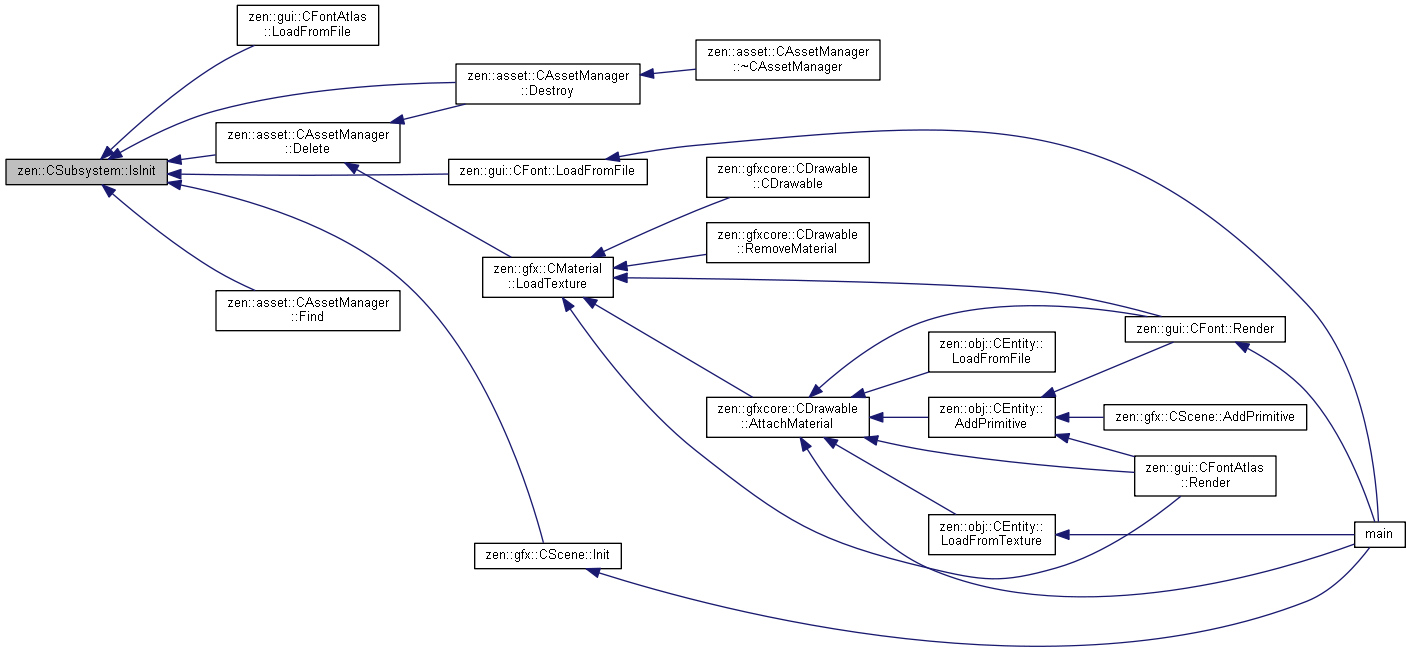 zen::gui::CFontAtlas
::LoadFromFile
zen::asset::CAssetManager
::~CAssetManager
zen::asset::CAssetManager
::Destroy
zen::asset::CAssetManager
::Delete
zen::CSubsystem::IsInit
zen::gui::CFont::LoadFromFile
zen::gfxcore::CDrawable
::CDrawable
zen::gfxcore::CDrawable
::RemoveMaterial
zen::gfx::CMaterial
::LoadTexture
zen::asset::CAssetManager
::Find
zen::gui::CFont::Render
zen::obj::CEntity::
LoadFromFile
zen::gfxcore::CDrawable
::AttachMaterial
zen::obj::CEntity::
AddPrimitive
zen::gfx::CScene::AddPrimitive
zen::gui::CFontAtlas
::Render
zen::obj::CEntity::
LoadFromTexture
main
zen::gfx::CScene::Init